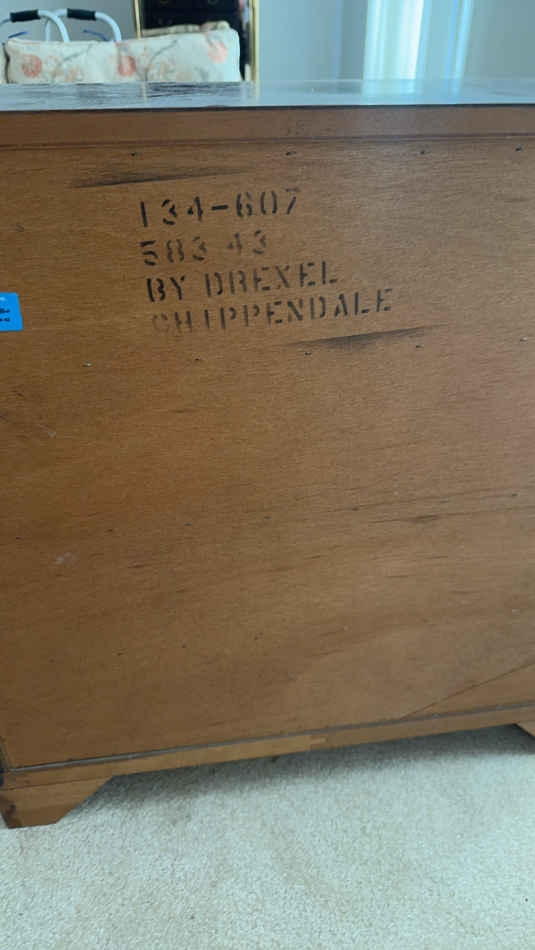 134-607
583 43
BY DREXEL
CHIPPENDALE